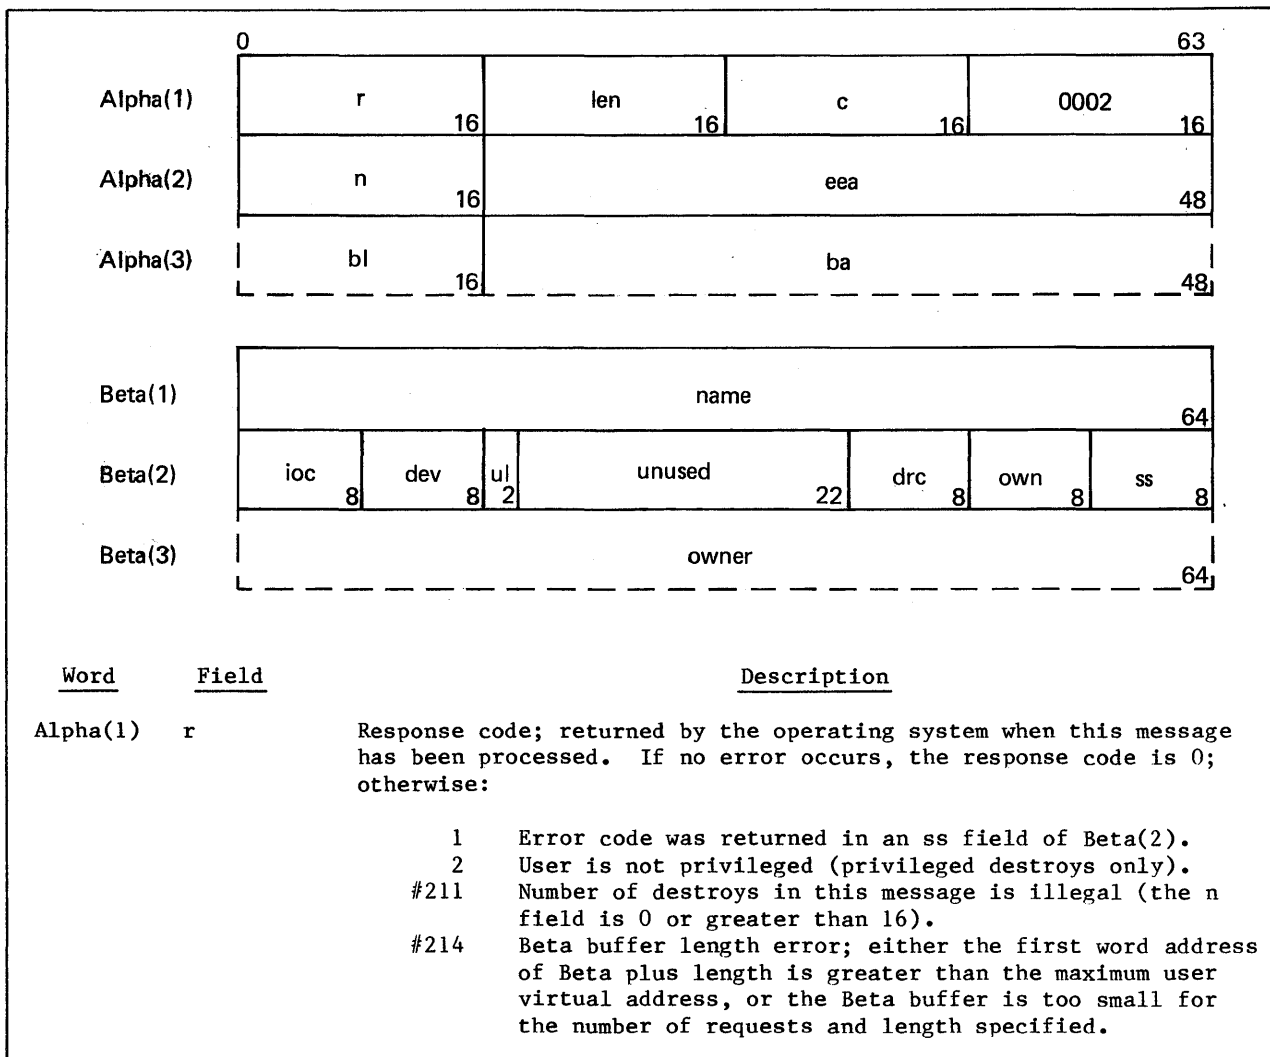 0 63
Alpha(1) r 16 len 16 c 16 0002 16
Alpha(2) n 16 eea 48
Alpha(3) bl 16 ba 48
Beta(1) name 64
Beta(2) ioc 8 dev 8 ul 2 unused 22 drc 8 own 8 ss 8
Beta(3) owner 64
Word Field Description
Alpha(1) r Response code; returned by the operating system when this message
has been processed. If no error occurs, the response code is 0;
otherwise:
1 Error code was returned in an ss field of Beta(2).
2 User is not privileged (privileged destroys only).
#211 Number of destroys in this message is illegal (the n
field is 0 or greater than 16).
#214 Beta buffer length error; either the first word address
of Beta plus length is greater than the maximum user
virtual address, or the Beta buffer is too small for
the number of requests and length specified.